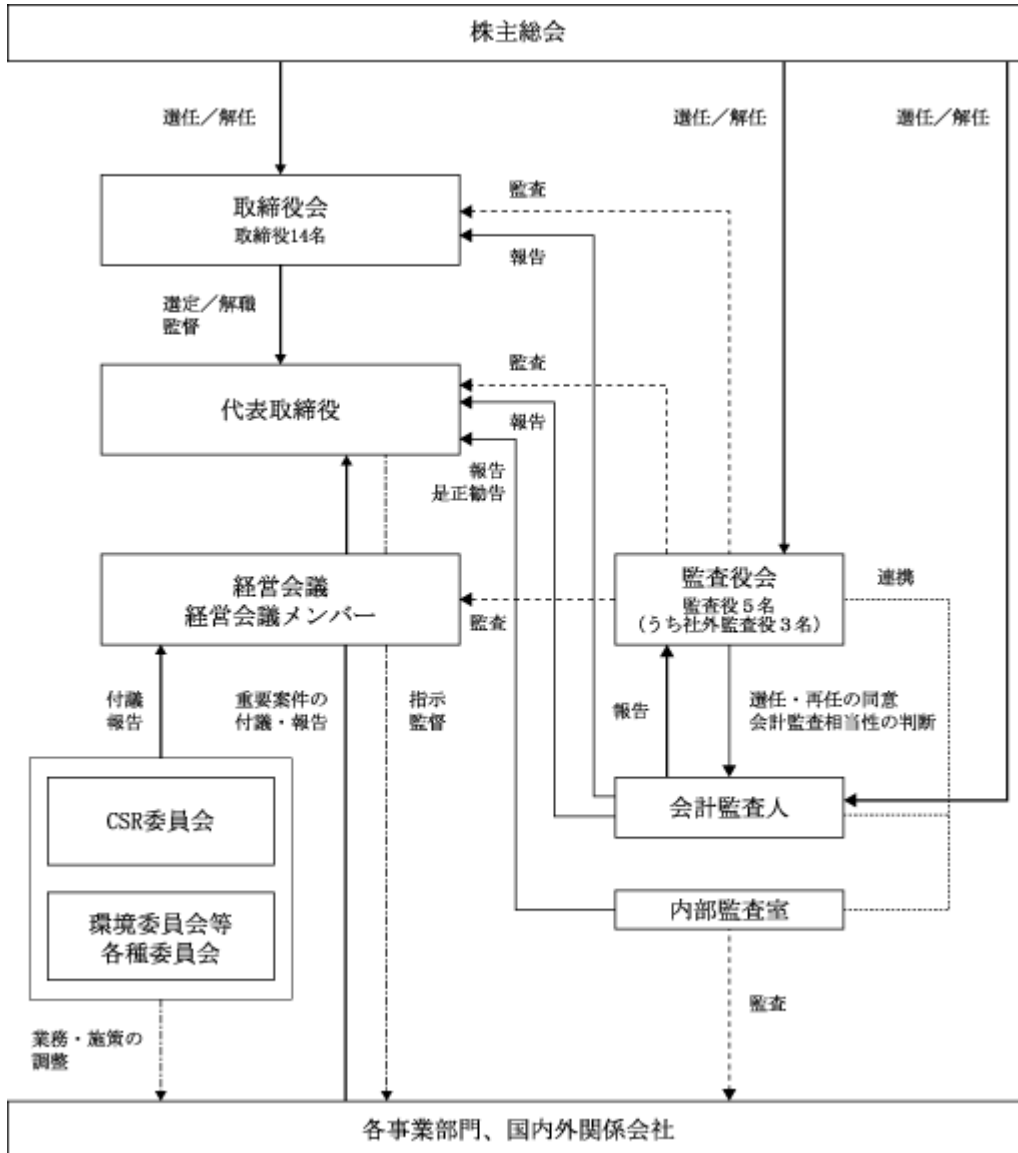 株主総会
選任／解任
選任／解任
選任／解任
取締役会
取締役14名
監査
報告
選定／解職
監督
代表取締役
監査
報告
報告
是正勧告
経営会議
経営会議メンバー
監査
監査役会
監査役５名
（うち社外監査役３名）
連携
付議
報告
重要案件の
付議・報告
指示
監督
報告
選任・再任の同意
会計監査相当性の判断
CSR委員会
会計監査人
環境委員会等
各種委員会
内部監査室
業務・施策の
調整
監査
各事業部門、国内外関係会社